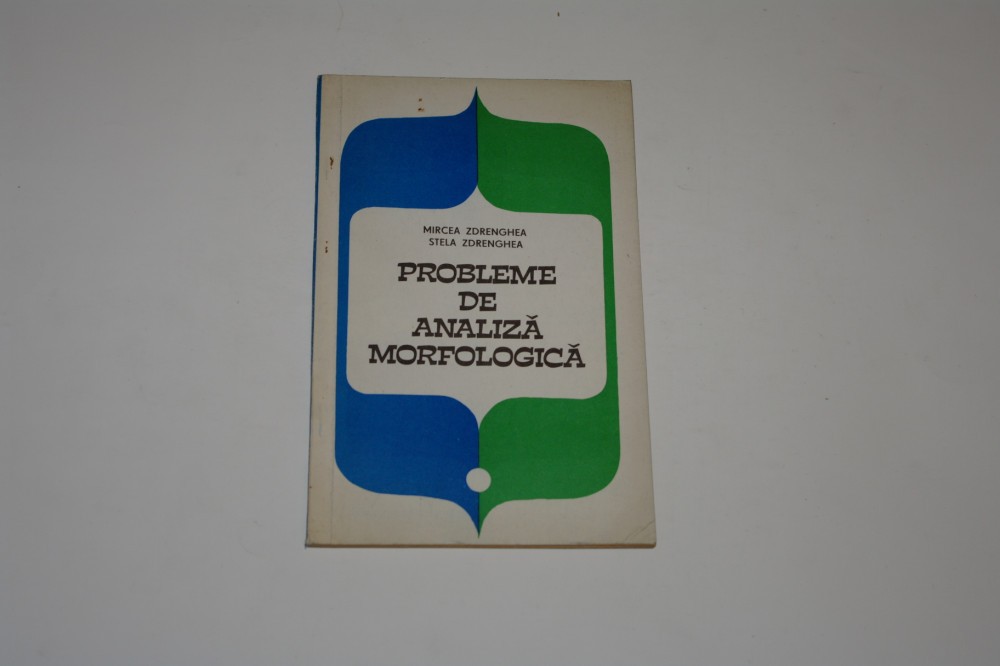 MIRCEA ZDRENGHEA
STELA ZDRENGHEA
PROBLEME
DE
ANALIZĂ
MORFOLOGICĂ